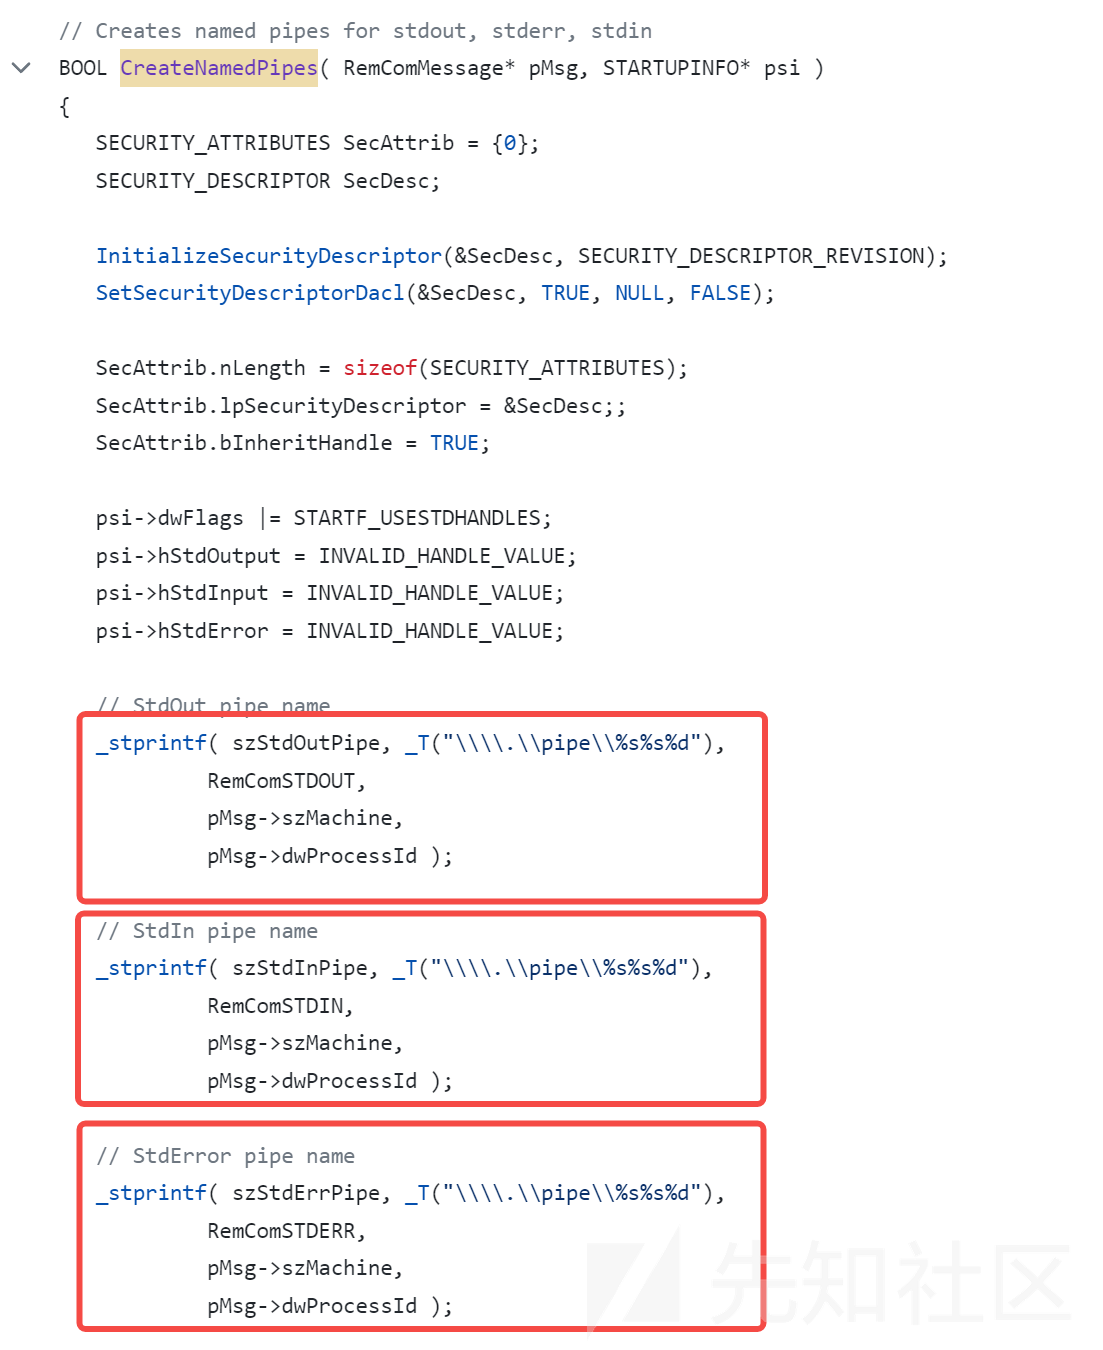 // Creates named pipes for stdout, stderr, stdin
BOOL CreateNamedPipes( RemComMessage* pMsg, STARTUPINFO* psi )
{
   SECURITY_ATTRIBUTES SecAttrib = {0};
   SECURITY_DESCRIPTOR SecDesc;

   InitializeSecurityDescriptor(&SecDesc, SECURITY_DESCRIPTOR_REVISION);
   SetSecurityDescriptorDacl(&SecDesc, TRUE, NULL, FALSE);

   SecAttrib.nLength = sizeof(SECURITY_ATTRIBUTES);
   SecAttrib.lpSecurityDescriptor = &SecDesc;;
   SecAttrib.bInheritHandle = TRUE;

   psi->dwFlags |= STARTF_USESTDHANDLES;
   psi->hStdOutput = INVALID_HANDLE_VALUE;
   psi->hStdInput = INVALID_HANDLE_VALUE;
   psi->hStdError = INVALID_HANDLE_VALUE;

   // StdOut pipe name
   _stprintf( szStdOutPipe, _T("\\\\.\\pipe\\%s%s%d"),
            RemComSTDOUT,
            pMsg->szMachine,
            pMsg->dwProcessId );

   // StdIn pipe name
   _stprintf( szStdInPipe, _T("\\\\.\\pipe\\%s%s%d"),
            RemComSTDIN,
            pMsg->szMachine,
            pMsg->dwProcessId );

   // StdError pipe name
   _stprintf( szStdErrPipe, _T("\\\\.\\pipe\\%s%s%d"),
            RemComSTDERR,
            pMsg->szMachine,
            pMsg->dwProcessId );
先知社区